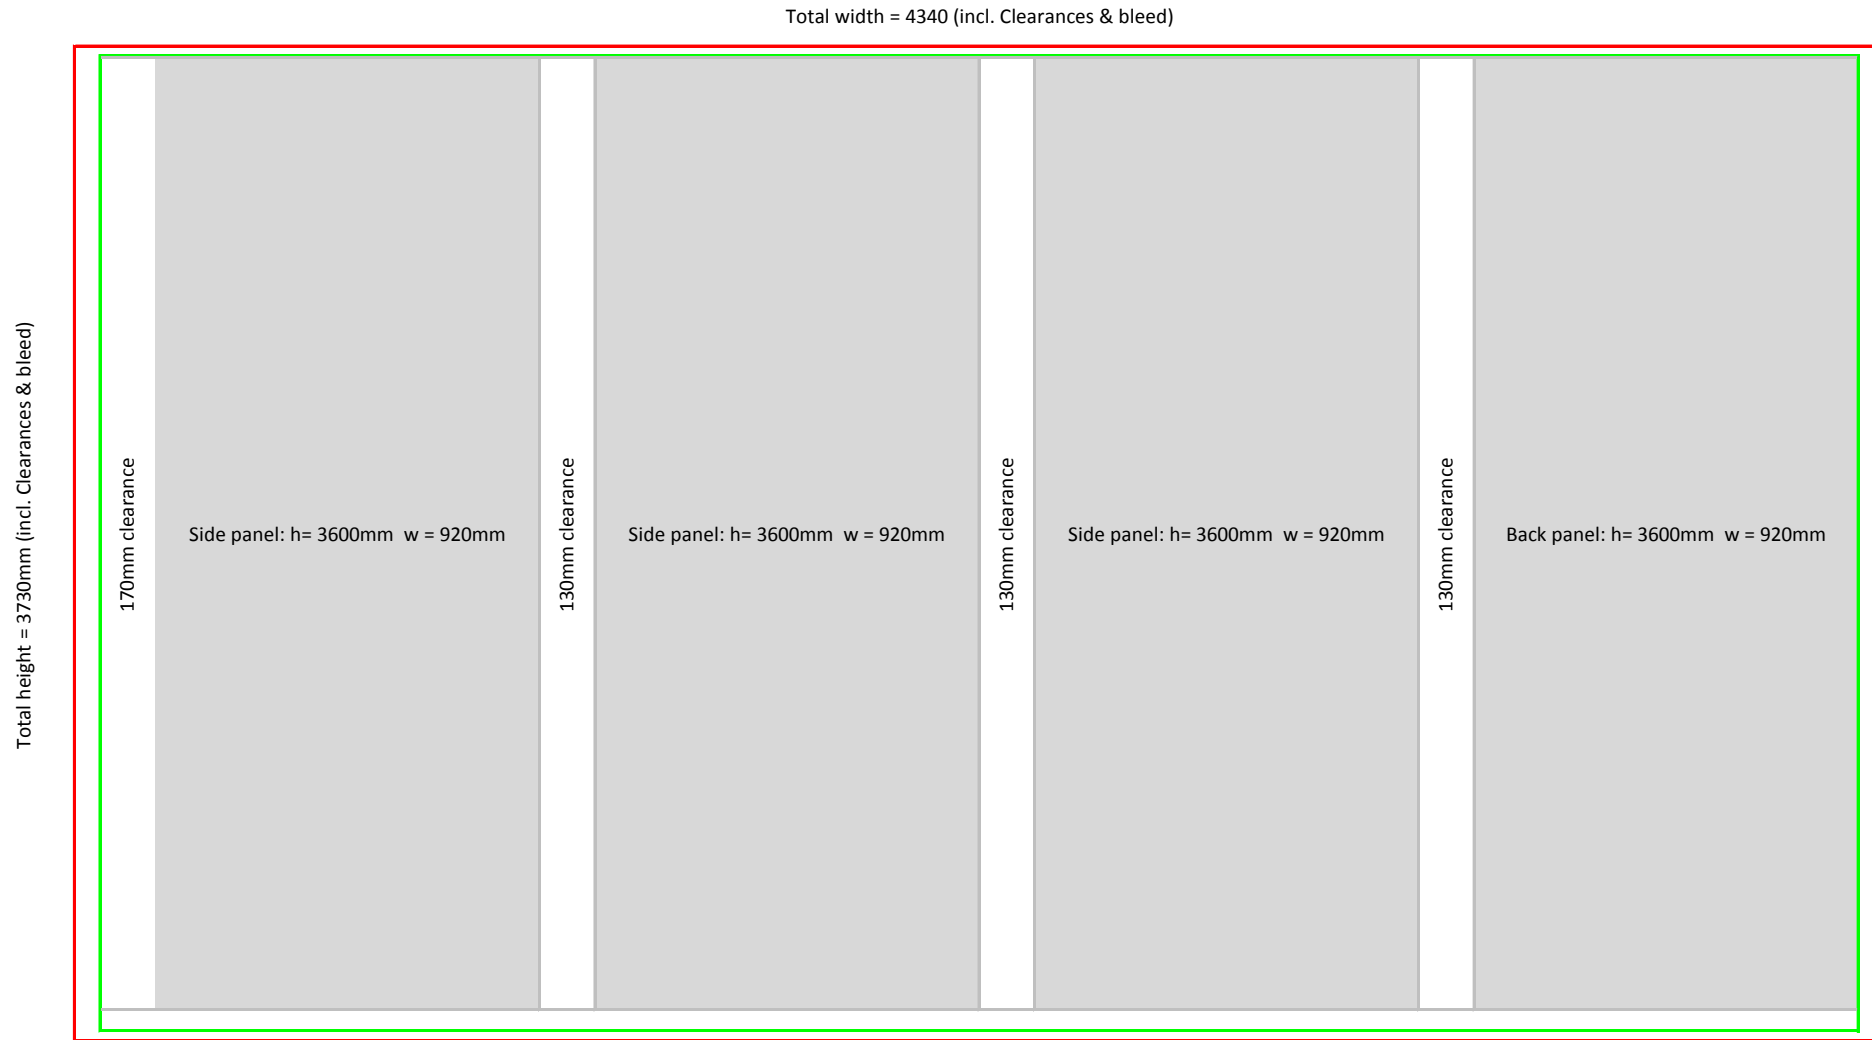 Total width = 4340 (incl. Clearances & bleed)
Total height = 3730mm (incl. Clearances & bleed)
170mm clearance
Side panel: h= 3600mm  w = 920mm
130mm clearance
Side panel: h= 3600mm  w = 920mm
130mm clearance
Side panel: h= 3600mm  w = 920mm
130mm clearance
Back panel: h= 3600mm  w = 920mm